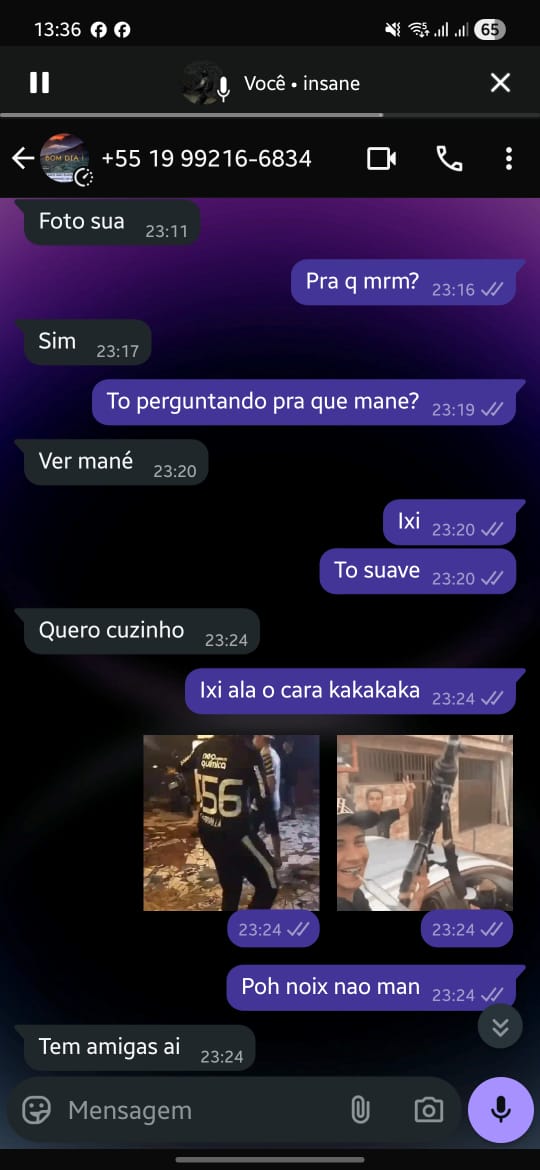 13:36
65
Você • insane
BOM DIA !
+55 19 99216-6834
Foto sua 23:11
Pra q mrm? 23:16
Sim 23:17
To perguntando pra que mane? 23:19
Ver mané 23:20
Ixi 23:20
To suave 23:20
Quero cuzinho 23:24
Ixi ala o cara kakakaka 23:24
neo
química
56
23:24
23:24
Poh noix nao man 23:24
Tem amigas ai 23:24
Mensagem